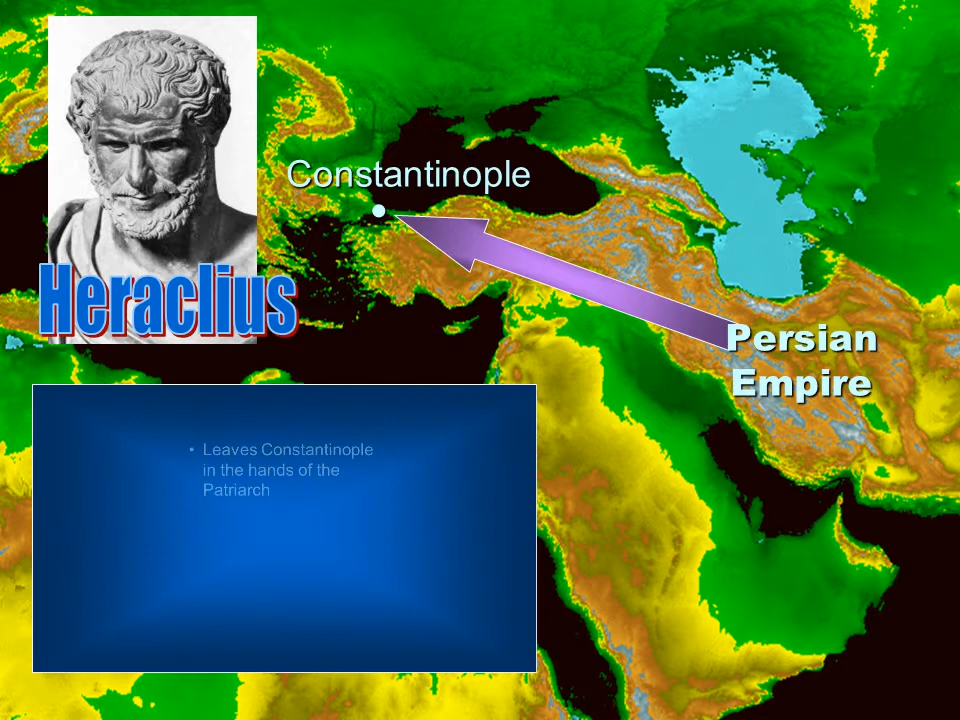 Constantinople
Heraclius
Persian
Empire
• Leaves Constantinople
in the hands of the
Patriarch